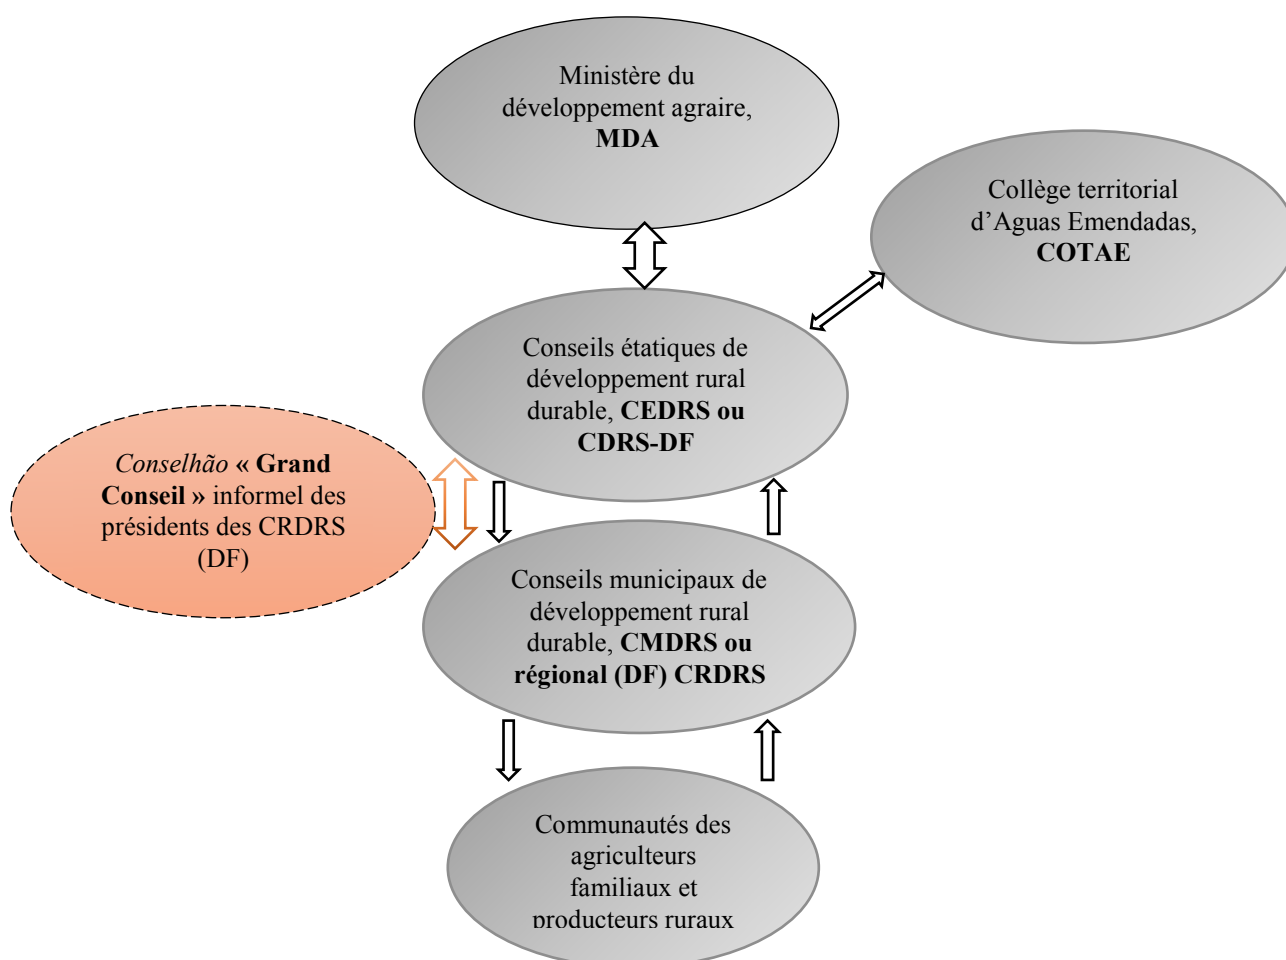 Ministère du
développement agraire,
MDA
Collège territorial
d’Aguas Emendadas,
COTAE
Conseils étatiques de
développement rural
durable, CEDRS ou
CDRS-DF
Conselhão « Grand
Conseil » informel des
présidents des CRDRS
(DF)
Conseils municipaux de
développement rural
durable, CMDRS ou
régional (DF) CRDRS
Communautés des
agriculteurs
familiaux et
producteurs ruraux